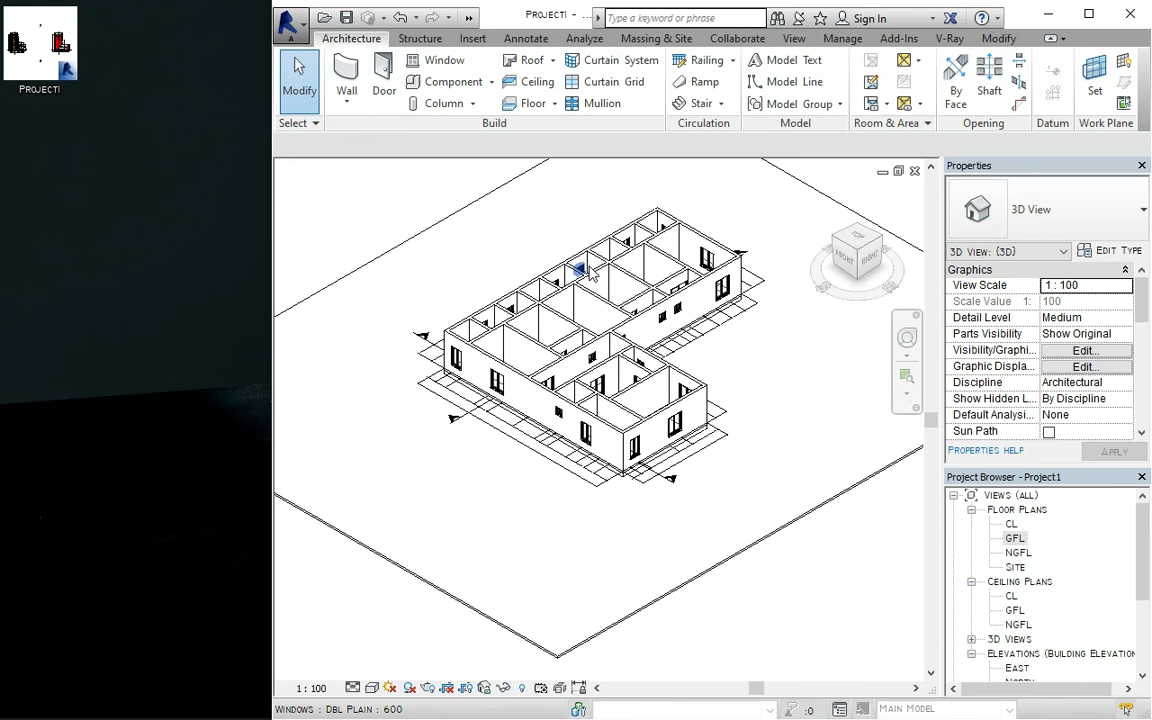 PROJECT1
PROJECT1 - ...
Type a keyword or phrase
Sign In
A
Architecture
Structure
Insert
Annotate
Analyze
Massing & Site
Collaborate
View
Manage
Add-Ins
V-Ray
Modify
Modify
Wall
Door
Window
Component
Column
Roof
Ceiling
Floor
Curtain System
Curtain Grid
Mullion
Railing
Ramp
Stair
Model Text
Model Line
Model Group
By
Face
Shaft
Set
Select
Build
Circulation
Model
Room & Area
Opening
Datum
Work Plane
TOP
FRONT
RIGHT
Properties
3D View
3D VIEW: {3D}
EDIT TYPE
Graphics
View Scale
1 : 100
Scale Value 1:
100
Detail Level
Medium
Parts Visibility
Show Original
Visibility/Graphi...
Edit...
Graphic Displa...
Edit...
Discipline
Architectural
Show Hidden L...
By Discipline
Default Analysi...
None
Sun Path
PROPERTIES HELP
APPLY
Project Browser - Project1
VIEWS (ALL)
FLOOR PLANS
CL
GFL
NGFL
SITE
CEILING PLANS
CL
GFL
NGFL
3D VIEWS
ELEVATIONS (BUILDING ELEVATION
EAST
1 : 100
WINDOWS : DBL PLAIN : 600
:0
MAIN MODEL